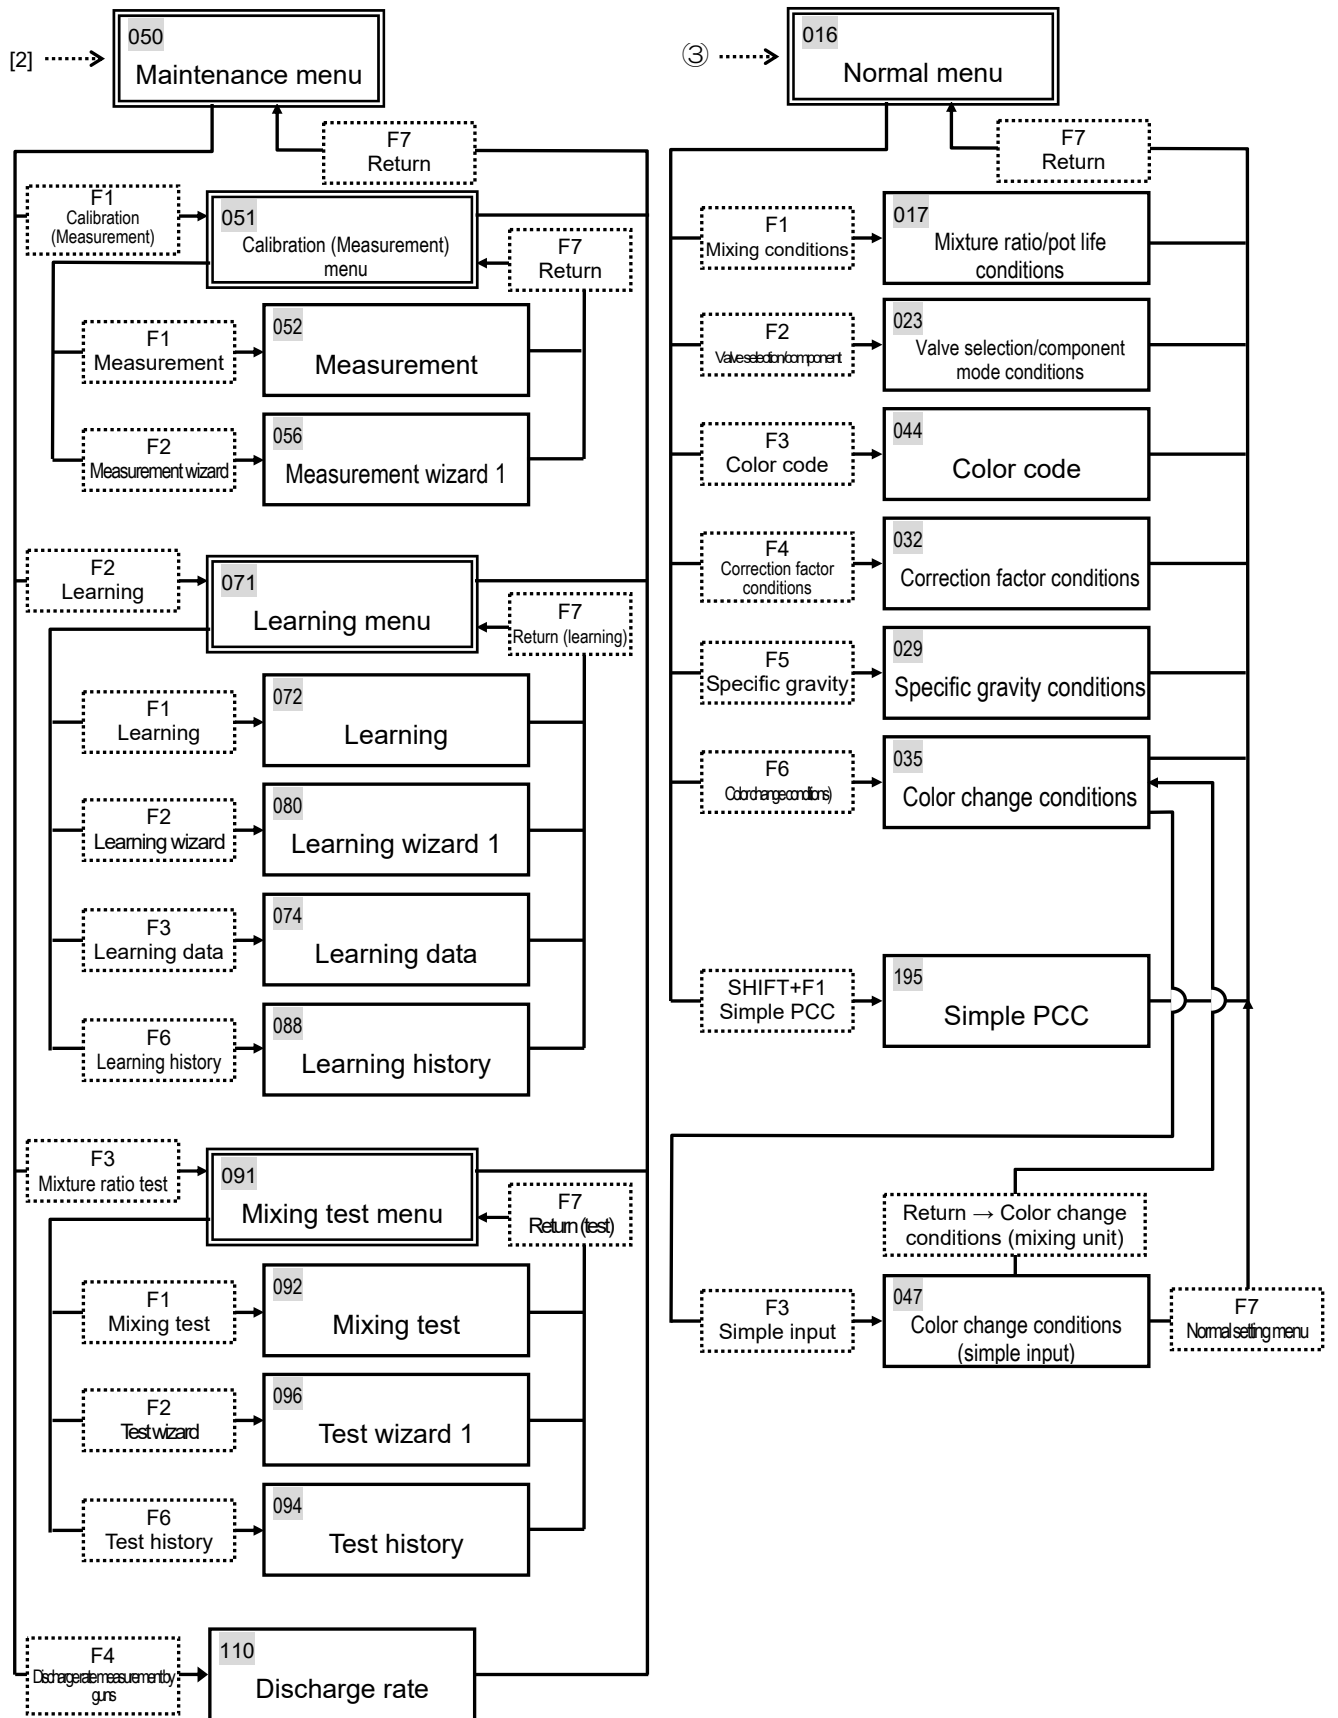 [2]
050
Maintenance menu
F7
Return
F1
Calibration
(Measurement)
051
Calibration (Measurement)
menu
F7
Return
F1
Measurement
052
Measurement
F2
Measurement wizard
056
Measurement wizard 1
F2
Learning
071
Learning menu
F7
Return (learning)
F1
Learning
072
Learning
F2
Learning wizard
080
Learning wizard 1
F3
Learning data
074
Learning data
F6
Learning history
088
Learning history
F3
Mixture ratio test
091
Mixing test menu
F7
Return (test)
F1
Mixing test
092
Mixing test
F2
Test wizard
096
Test wizard 1
F6
Test history
094
Test history
F4
Discharge rate measurement by
guns
110
Discharge rate
③
016
Normal menu
F7
Return
F1
Mixing conditions
017
Mixture ratio/pot life
conditions
F2
Valve selection/component
023
Valve selection/component
mode conditions
F3
Color code
044
Color code
F4
Correction factor
conditions
032
Correction factor conditions
F5
Specific gravity
029
Specific gravity conditions
F6
Color change conditions)
035
Color change conditions
SHIFT+F1
Simple PCC
195
Simple PCC
Return → Color change
conditions (mixing unit)
F3
Simple input
047
Color change conditions
(simple input)
F7
Normal setting menu